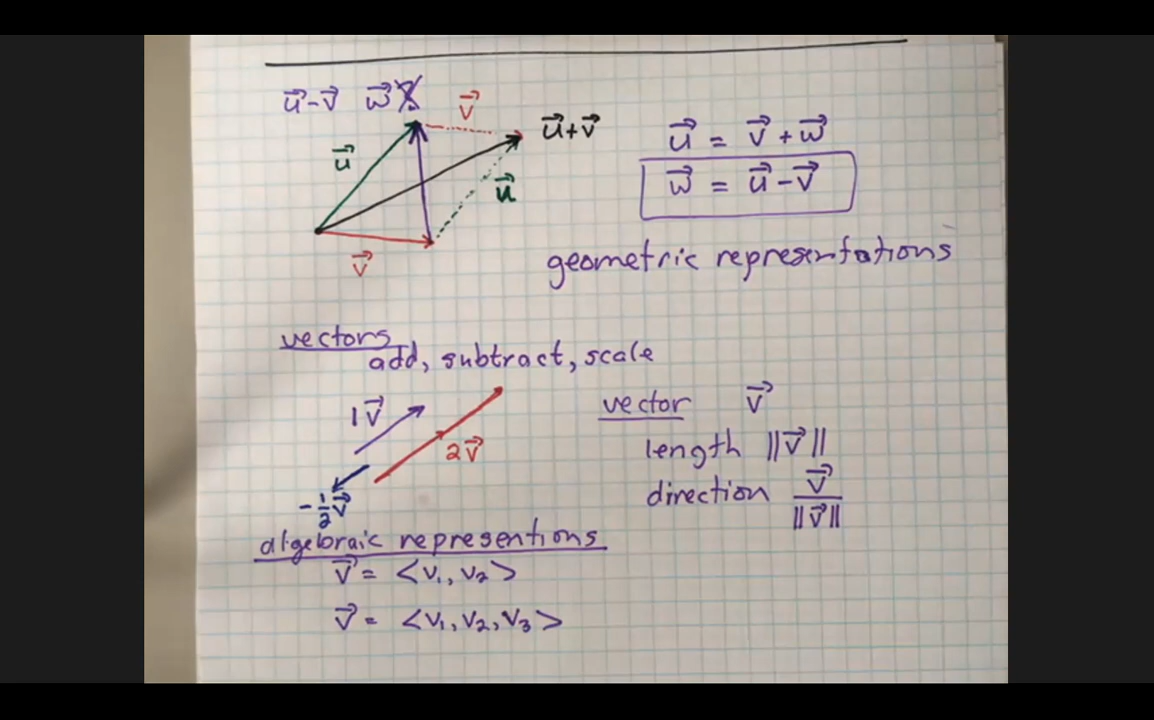 u⃗-v⃗ w⃗ v⃗
u⃗+v⃗
u⃗
u⃗
v⃗
u⃗ = v⃗+w⃗
w⃗ = u⃗-v⃗
geometric representations
vectors
add, subtract, scale
1v⃗
2v⃗
-1/2 v⃗
vector v⃗
length ||v⃗||
direction v⃗/||v⃗||
algebraic representions
v⃗ = <v₁, v₂>
v⃗ = <v₁, v₂, v₃>